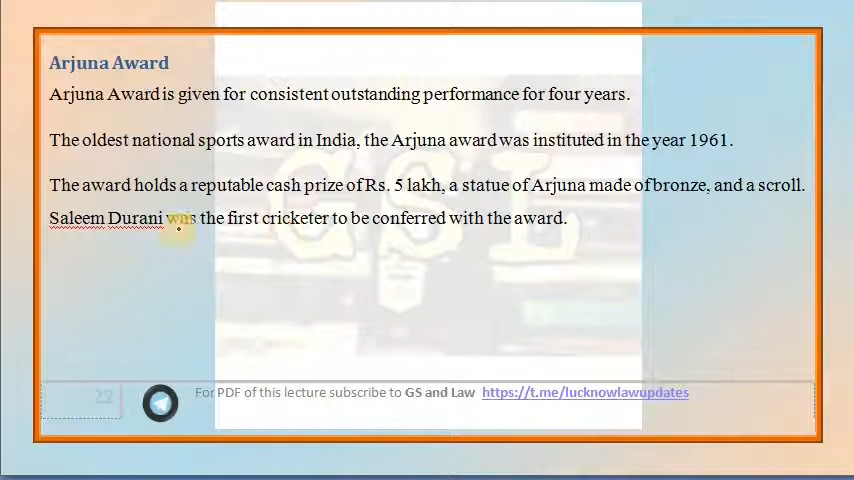 Arjuna Award
Arjuna Award is given for consistent outstanding performance for four years.
The oldest national sports award in India, the Arjuna award was instituted in the year 1961.
The award holds a reputable cash prize of Rs. 5 lakh, a statue of Arjuna made of bronze, and a scroll.
Saleem Durani was the first cricketer to be conferred with the award.
GSL
22
For PDF of this lecture subscribe to GS and Law https://t.me/lucknowlawupdates